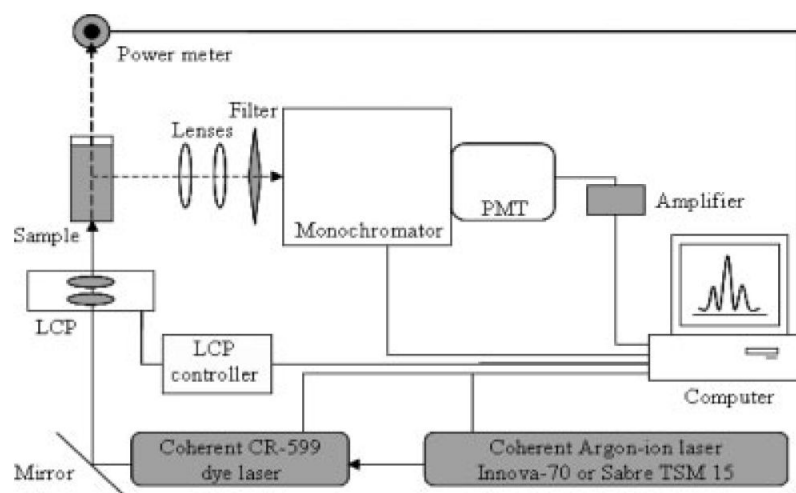 Power meter
Filter
Lenses
Monochromator
PMT
Amplifier
Sample
LCP
LCP
controller
Computer
Coherent CR-599
dye laser
Coherent Argon-ion laser
Innova-70 or Sabre TSM 15
Mirror